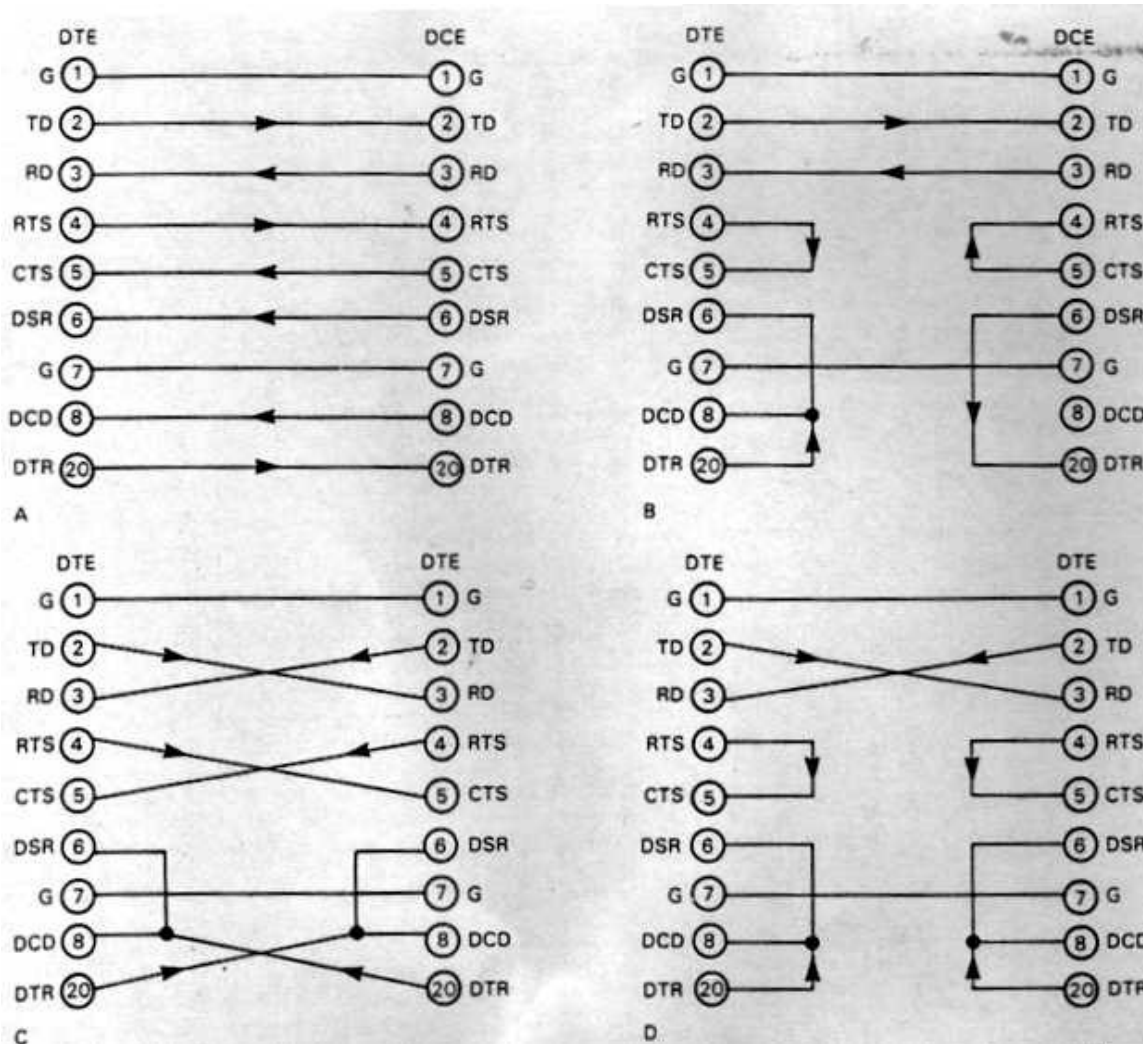 DTE DCE
G 1 1 G
TD 2 2 TD
RD 3 3 RD
RTS 4 4 RTS
CTS 5 5 CTS
DSR 6 6 DSR
G 7 7 G
DCD 8 8 DCD
DTR 20 20 DTR
A
DTE DCE
G 1 1 G
TD 2 2 TD
RD 3 3 RD
RTS 4 4 RTS
CTS 5 5 CTS
DSR 6 6 DSR
G 7 7 G
DCD 8 8 DCD
DTR 20 20 DTR
B
DTE DTE
G 1 1 G
TD 2 2 TD
RD 3 3 RD
RTS 4 4 RTS
CTS 5 5 CTS
DSR 6 6 DSR
G 7 7 G
DCD 8 8 DCD
DTR 20 20 DTR
C
DTE DTE
G 1 1 G
TD 2 2 TD
RD 3 3 RD
RTS 4 4 RTS
CTS 5 5 CTS
DSR 6 6 DSR
G 7 7 G
DCD 8 8 DCD
DTR 20 20 DTR
D